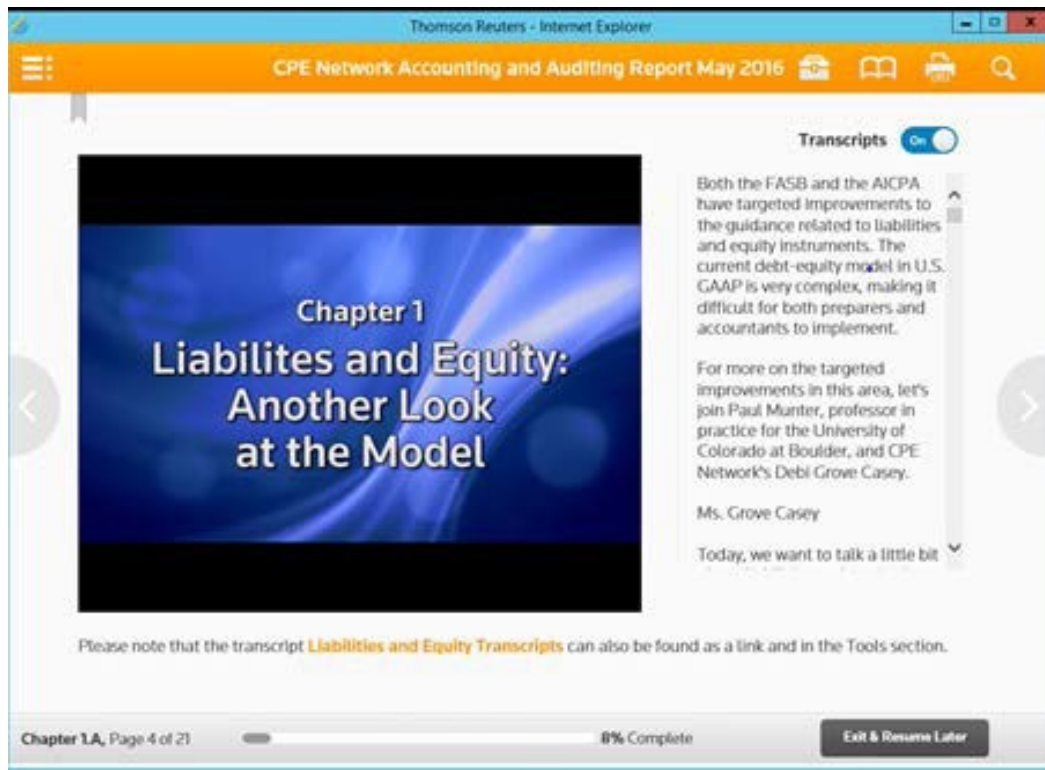 Thomson Reuters - Internet Explorer
CPE Network Accounting and Auditing Report May 2016
Transcripts On
Chapter 1
Liabilites and Equity:
Another Look
at the Model
Both the FASB and the AICPA
have targeted improvements to
the guidance related to liabilities
and equity instruments. The
current debt-equity model in U.S.
GAAP is very complex, making it
difficult for both preparers and
accountants to implement.
For more on the targeted
improvements in this area, let's
join Paul Munter, professor in
practice for the University of
Colorado at Boulder, and CPE
Network's Debi Grove Casey.
Ms. Grove Casey
Today, we want to talk a little bit
Please note that the transcript Liabilities and Equity Transcripts can also be found as a link and in the Tools section.
Chapter 1.A, Page 4 of 21
8% Complete
Exit & Resume Later